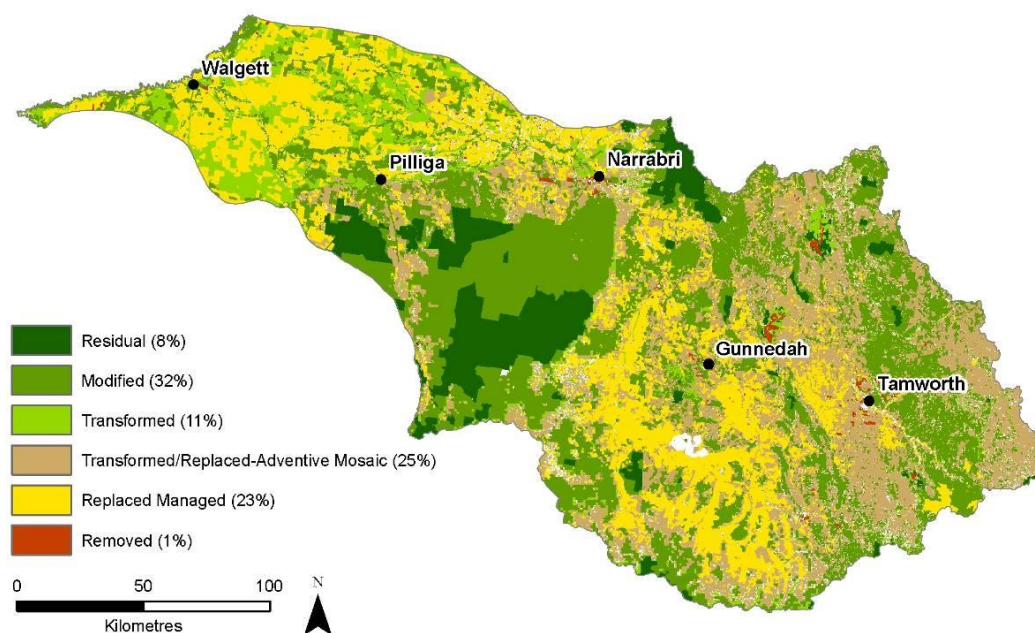 Walgett
Pilliga
Narrabri
Gunnedah
Tamworth
Residual (8%)
Modified (32%)
Transformed (11%)
Transformed/Replaced-Adventive Mosaic (25%)
Replaced Managed (23%)
Removed (1%)
0 50 100
Kilometres
N